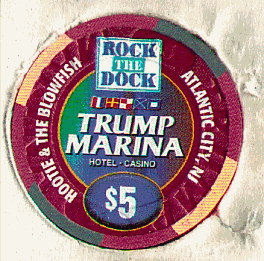 ROCK
THE
DOCK
HOOTIE & THE BLOWFISH
ATLANTIC CITY, NJ
TRUMP
MARINA
HOTEL • CASINO
$5